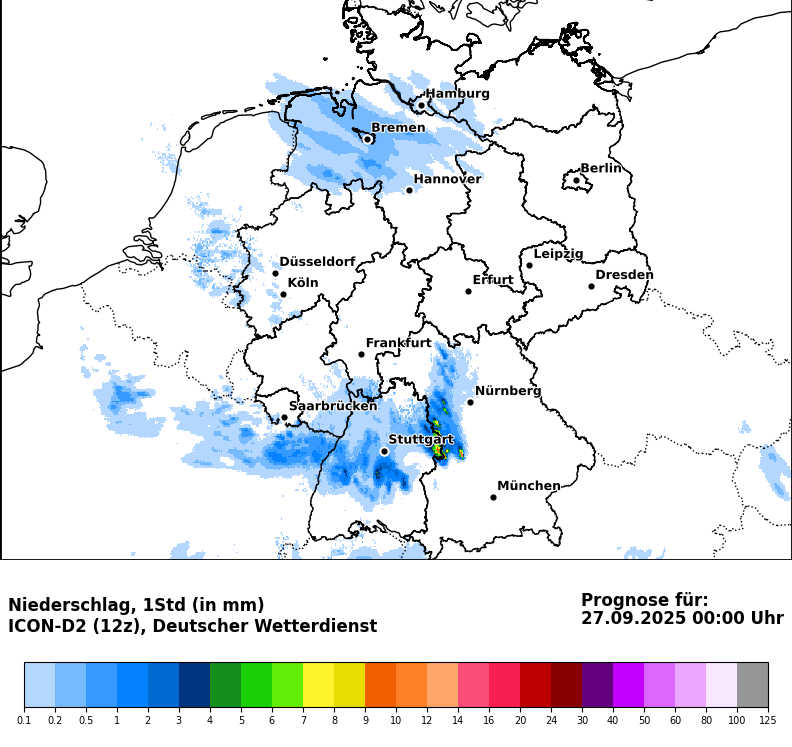 Hamburg
Bremen
Berlin
Hannover
Leipzig
Düsseldorf
Dresden
Köln
Erfurt
Frankfurt
Nürnberg
Saarbrücken
Stuttgart
München
Niederschlag, 1Std (in mm)
ICON-D2 (12z), Deutscher Wetterdienst
Prognose für:
27.09.2025 00:00 Uhr
0.1 0.2 0.5 1 2 3 4 5 6 7 8 9 10 12 14 16 20 24 30 40 50 60 80 100 125